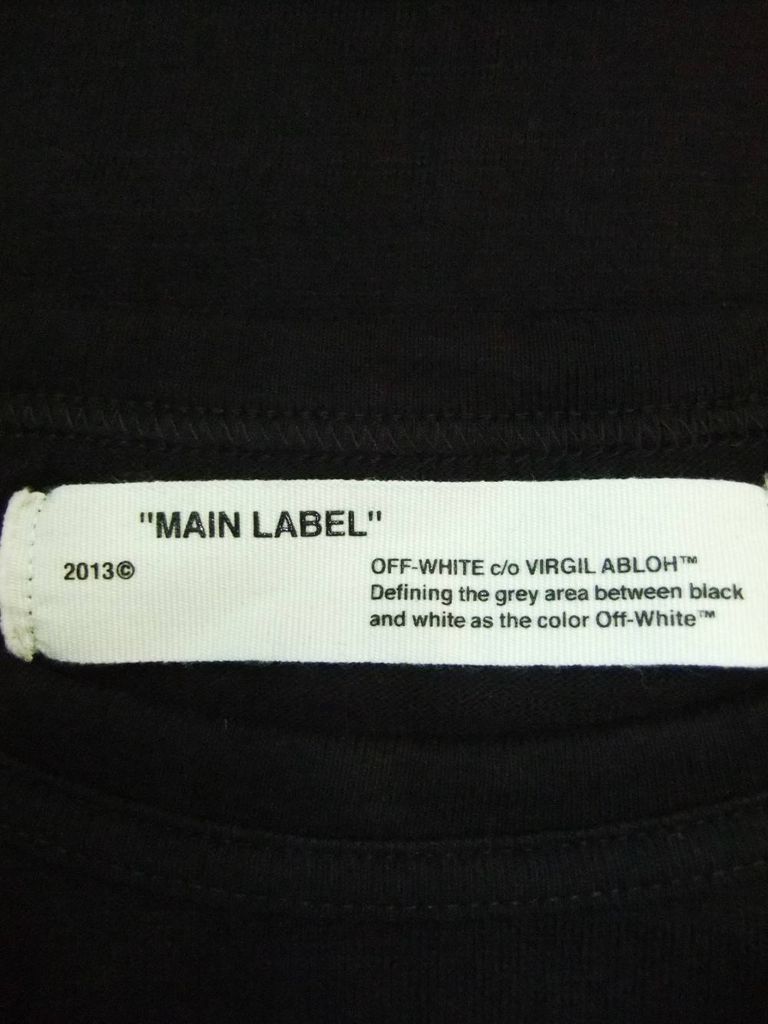 "MAIN LABEL"
2013©
OFF-WHITE c/o VIRGIL ABLOH™
Defining the grey area between black
and white as the color Off-White™